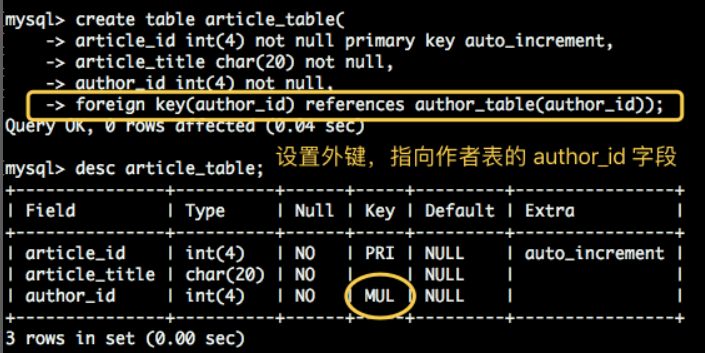 mysql> create table article_table(
-> article_id int(4) not null primary key auto_increment,
-> article_title char(20) not null,
-> author_id int(4) not null,
-> foreign key(author_id) references author_table(author_id));
Query OK, 0 rows affected (0.04 sec)
设置外键，指向作者表的 author_id 字段
mysql> desc article_table;
+---------------+----------+------+-----+---------+----------------+
| Field | Type | Null | Key | Default | Extra |
+---------------+----------+------+-----+---------+----------------+
| article_id | int(4) | NO | PRI | NULL | auto_increment |
| article_title | char(20) | NO | | NULL | |
| author_id | int(4) | NO | MUL | NULL | |
+---------------+----------+------+-----+---------+----------------+
3 rows in set (0.00 sec)